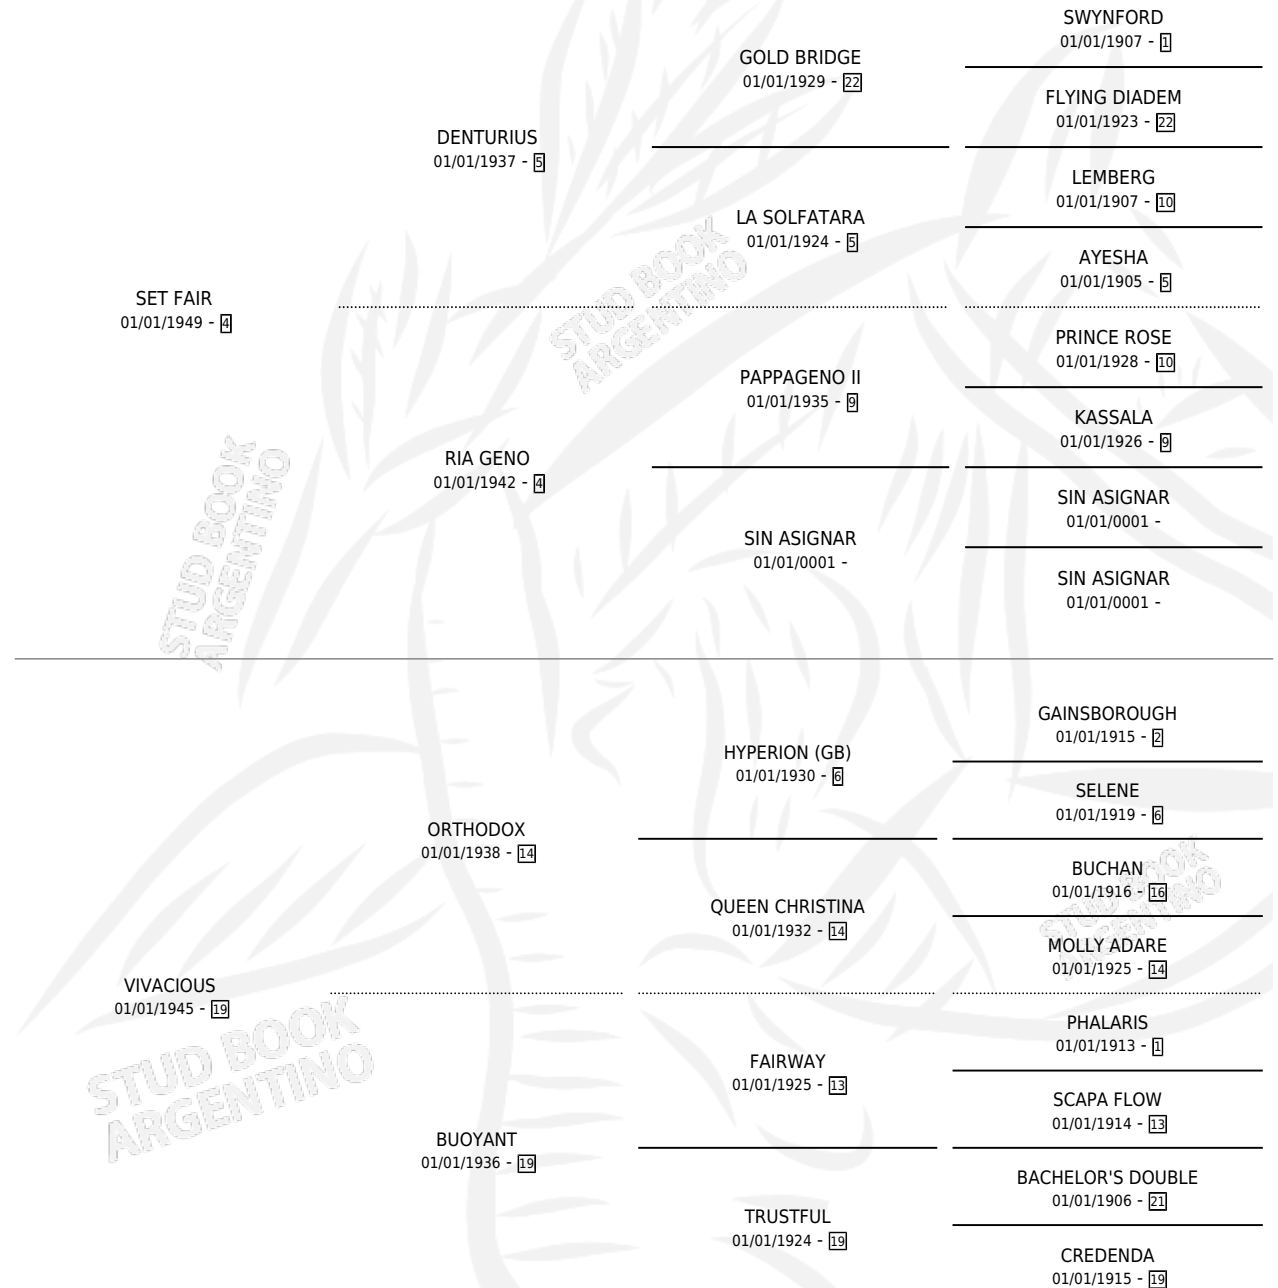 SWYNFORD
01/01/1907 - 1
GOLD BRIDGE
01/01/1929 - 22
FLYING DIADEM
01/01/1923 - 22
DENTURIUS
01/01/1937 - 5
LEMBERG
01/01/1907 - 10
LA SOLFATARA
01/01/1924 - 5
AYESHA
01/01/1905 - 5
SET FAIR
01/01/1949 - 4
PRINCE ROSE
01/01/1928 - 10
PAPPAGENO II
01/01/1935 - 9
KASSALA
01/01/1926 - 9
RIA GENO
01/01/1942 - 4
SIN ASIGNAR
01/01/0001 -
SIN ASIGNAR
01/01/0001 -
SIN ASIGNAR
01/01/0001 -
STUD BOOK
ARGENTINO
STUD BOOK
ARGENTINO
GAINSBOROUGH
01/01/1915 - 2
HYPERION (GB)
01/01/1930 - 6
SELENE
01/01/1919 - 6
ORTHODOX
01/01/1938 - 14
BUCHAN
01/01/1916 - 16
QUEEN CHRISTINA
01/01/1932 - 14
MOLLY ADARE
01/01/1925 - 14
STUD BOOK
ARGENTINO
VIVACIOUS
01/01/1945 - 19
PHALARIS
01/01/1913 - 1
FAIRWAY
01/01/1925 - 13
SCAPA FLOW
01/01/1914 - 13
STUD BOOK
ARGENTINO
BUOYANT
01/01/1936 - 19
BACHELOR'S DOUBLE
01/01/1906 - 21
TRUSTFUL
01/01/1924 - 19
CREDENDA
01/01/1915 - 19